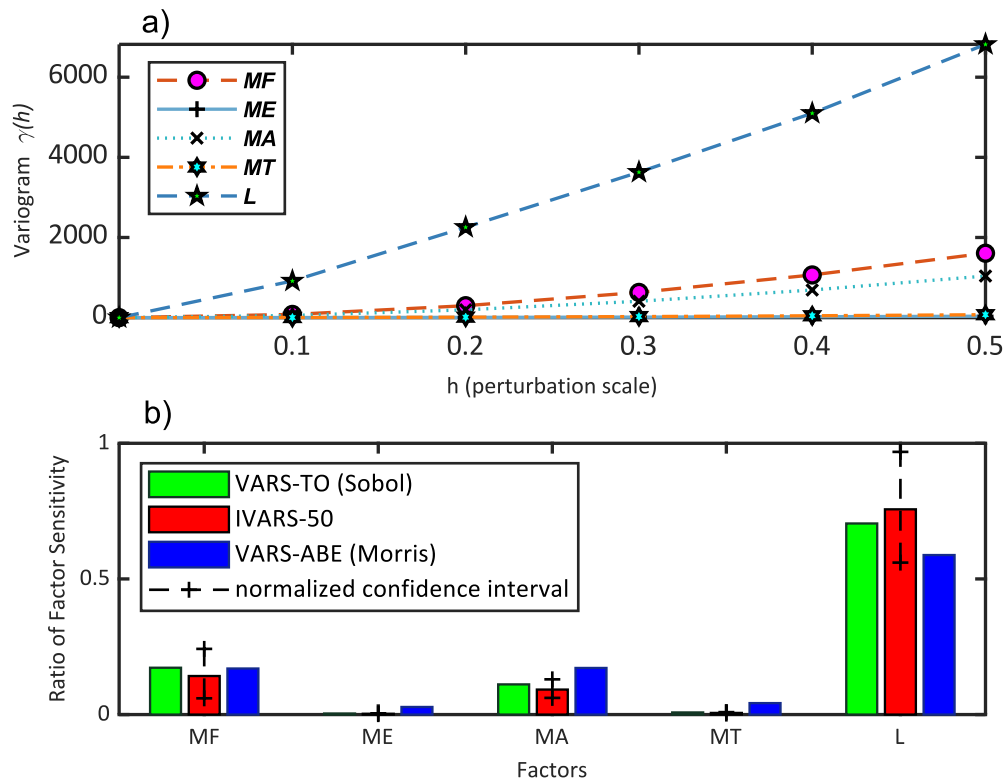 a)
6000
4000
2000
0
Variogram γ(h)
MF
ME
MA
MT
L
0.1
0.2
0.3
0.4
0.5
h (perturbation scale)
b)
1
0.5
0
Ratio of Factor Sensitivity
VARS-TO (Sobol)
IVARS-50
VARS-ABE (Morris)
normalized confidence interval
MF
ME
MA
MT
L
Factors